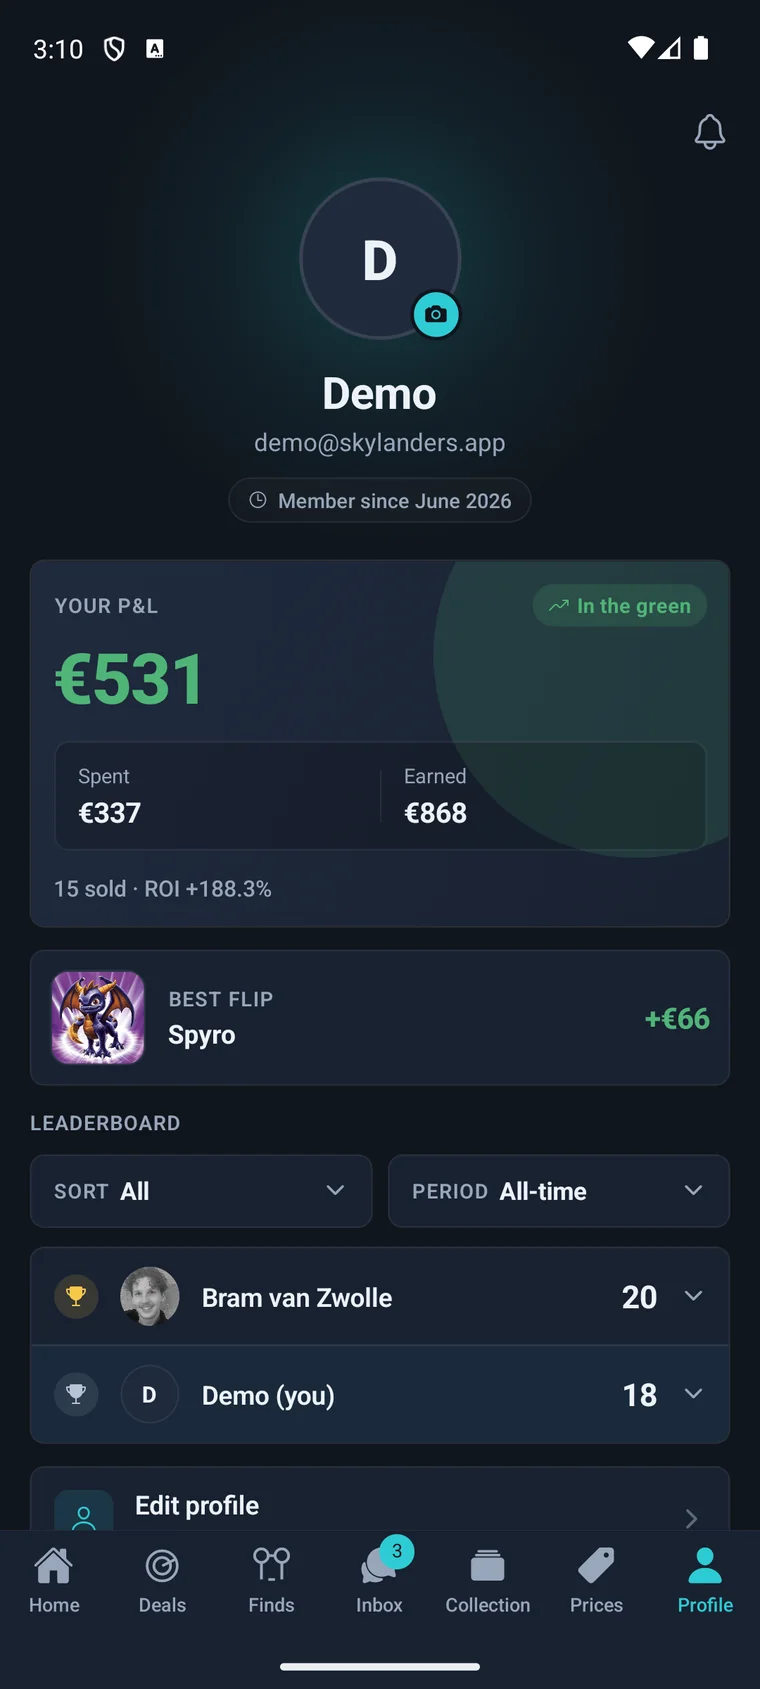 3:10
A
D
Demo
demo@skylanders.app
Member since June 2026
YOUR P&L
In the green
€531
Spent
Earned
€337
€868
15 sold · ROI +188.3%
BEST FLIP
Spyro
+€66
LEADERBOARD
SORT All
PERIOD All-time
Bram van Zwolle 20
D Demo (you) 18
Edit profile
3
Home Deals Finds Inbox Collection Prices Profile